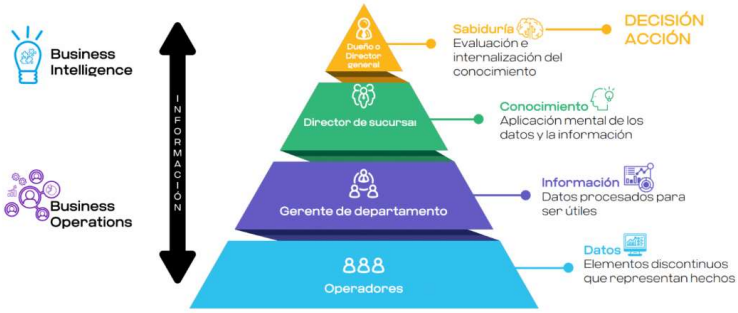 Business
Intelligence
Business
Operations
INFORMACIÓN
Dueño o
Director
general
Sabiduría
Evaluación e
internalización del
conocimiento
DECISIÓN
ACCIÓN
Director de sucursal
Conocimiento
Aplicación mental de los
datos y la información
Gerente de departamento
Información
Datos procesados para
ser útiles
Operadores
Datos
Elementos discontinuos
que representan hechos